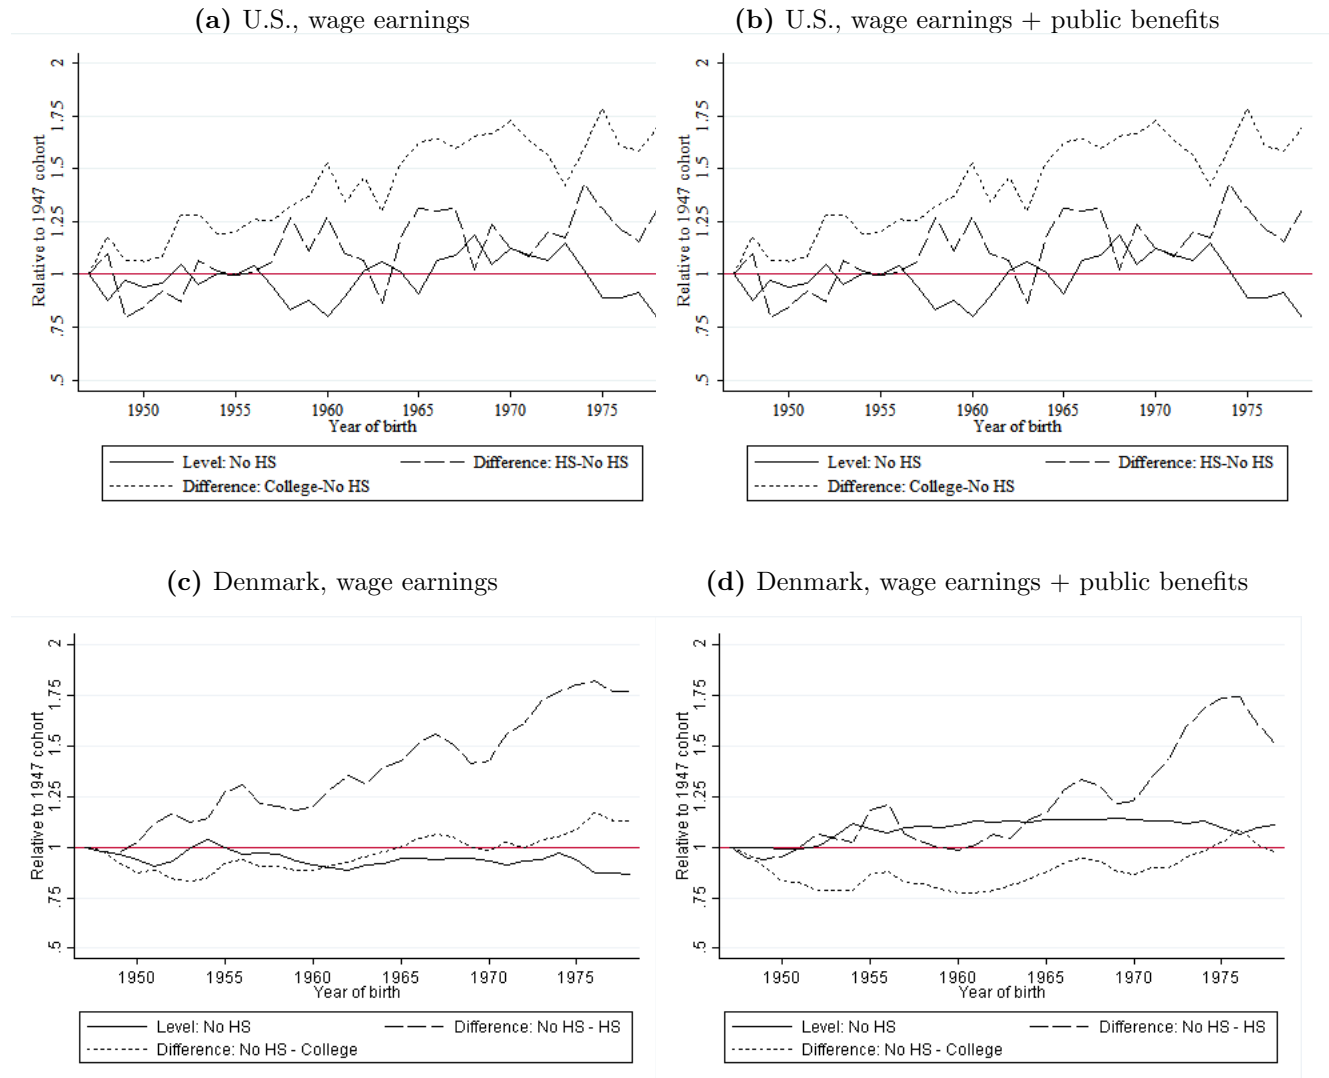 (a) U.S., wage earnings
Relative to 1947 cohort
2
1.75
1.5
1.25
1
.75
.5
1950 1955 1960 1965 1970 1975
Year of birth
Level: No HS Difference: HS-No HS
Difference: College-No HS
(b) U.S., wage earnings + public benefits
Relative to 1947 cohort
2
1.75
1.5
1.25
1
.75
.5
1950 1955 1960 1965 1970 1975
Year of birth
Level: No HS Difference: HS-No HS
Difference: College-No HS
(c) Denmark, wage earnings
Relative to 1947 cohort
2
1.75
1.5
1.25
1
.75
.5
1950 1955 1960 1965 1970 1975
Year of birth
Level: No HS Difference: No HS - HS
Difference: No HS - College
(d) Denmark, wage earnings + public benefits
Relative to 1947 cohort
2
1.75
1.5
1.25
1
.75
.5
1950 1955 1960 1965 1970 1975
Year of birth
Level: No HS Difference: No HS - HS
Difference: No HS - College